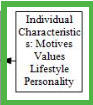 Individual
Characteristic
s: Motives
Values
Lifestyle
Personality